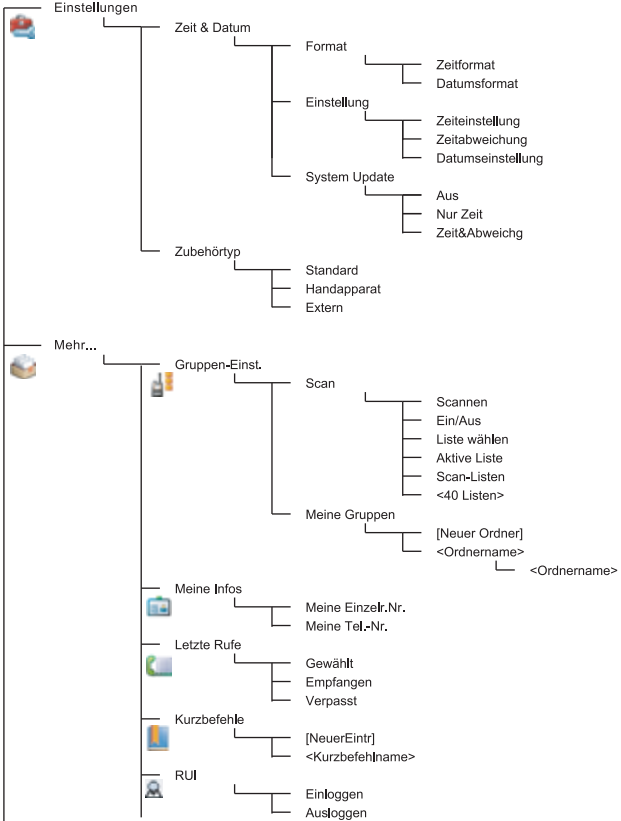 Einstellungen
Zeit & Datum
Format
Zeitformat
Datumsformat
Einstellung
Zeiteinstellung
Zeitabweichung
Datumseinstellung
System Update
Aus
Nur Zeit
Zeit&Abweichg
Zubehörtyp
Standard
Handapparat
Extern
Mehr...
Gruppen-Einst.
Scan
Scannen
Ein/Aus
Liste wählen
Aktive Liste
Scan-Listen
<40 Listen>
Meine Gruppen
[Neuer Ordner]
<Ordnername>
<Ordnername>
Meine Infos
Meine Einzelr.Nr.
Meine Tel.-Nr.
Letzte Rufe
Gewählt
Empfangen
Verpasst
Kurzbefehle
[NeuerEintr]
<Kurzbefehlname>
RUI
Einloggen
Ausloggen